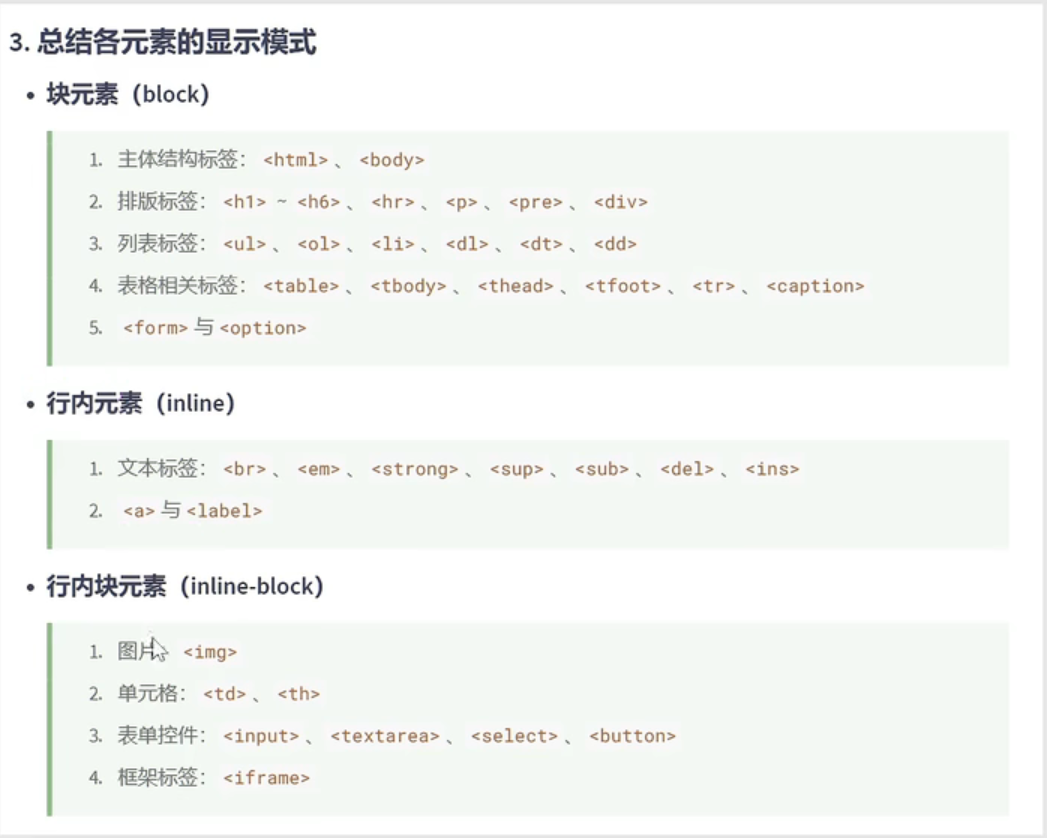 3. 总结各元素的显示模式
• 块元素（block）
1. 主体结构标签： <html> 、 <body>
2. 排版标签： <h1> ~ <h6> 、 <hr> 、 <p> 、 <pre> 、 <div>
3. 列表标签： <ul> 、 <ol> 、 <li> 、 <dl> 、 <dt> 、 <dd>
4. 表格相关标签： <table> 、 <tbody> 、 <thead> 、 <tfoot> 、 <tr> 、 <caption>
5. <form> 与 <option>
• 行内元素（inline）
1. 文本标签： <br> 、 <em> 、 <strong> 、 <sup> 、 <sub> 、 <del> 、 <ins>
2. <a> 与 <label>
• 行内块元素（inline-block）
1. 图片 <img>
2. 单元格： <td> 、 <th>
3. 表单控件： <input> 、 <textarea> 、 <select> 、 <button>
4. 框架标签： <iframe>